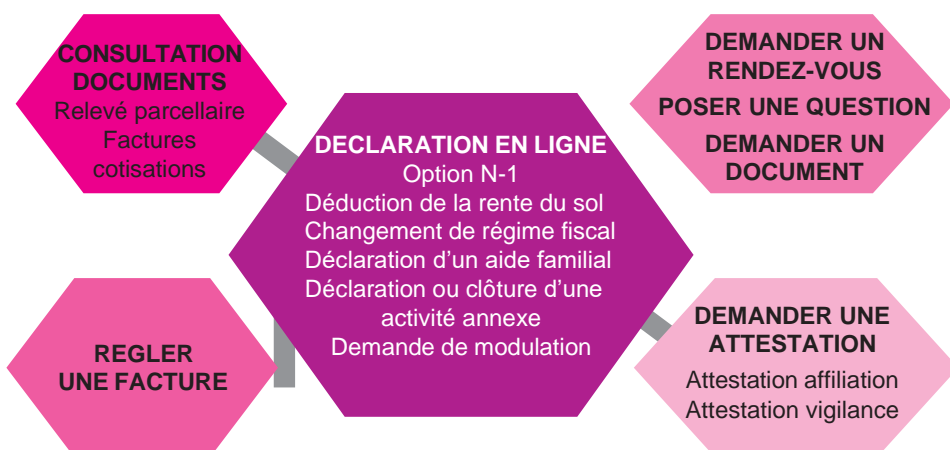 CONSULTATION
DOCUMENTS
Relevé parcellaire
Factures
cotisations
DECLARATION EN LIGNE
Option N-1
Déduction de la rente du sol
Changement de régime fiscal
Déclaration d'un aide familial
Déclaration ou clôture d'une
activité annexe
Demande de modulation
DEMANDER UN
RENDEZ-VOUS
POSER UNE QUESTION
DEMANDER UN
DOCUMENT
REGLER
UNE FACTURE
DEMANDER UNE
ATTESTATION
Attestation affiliation
Attestation vigilance